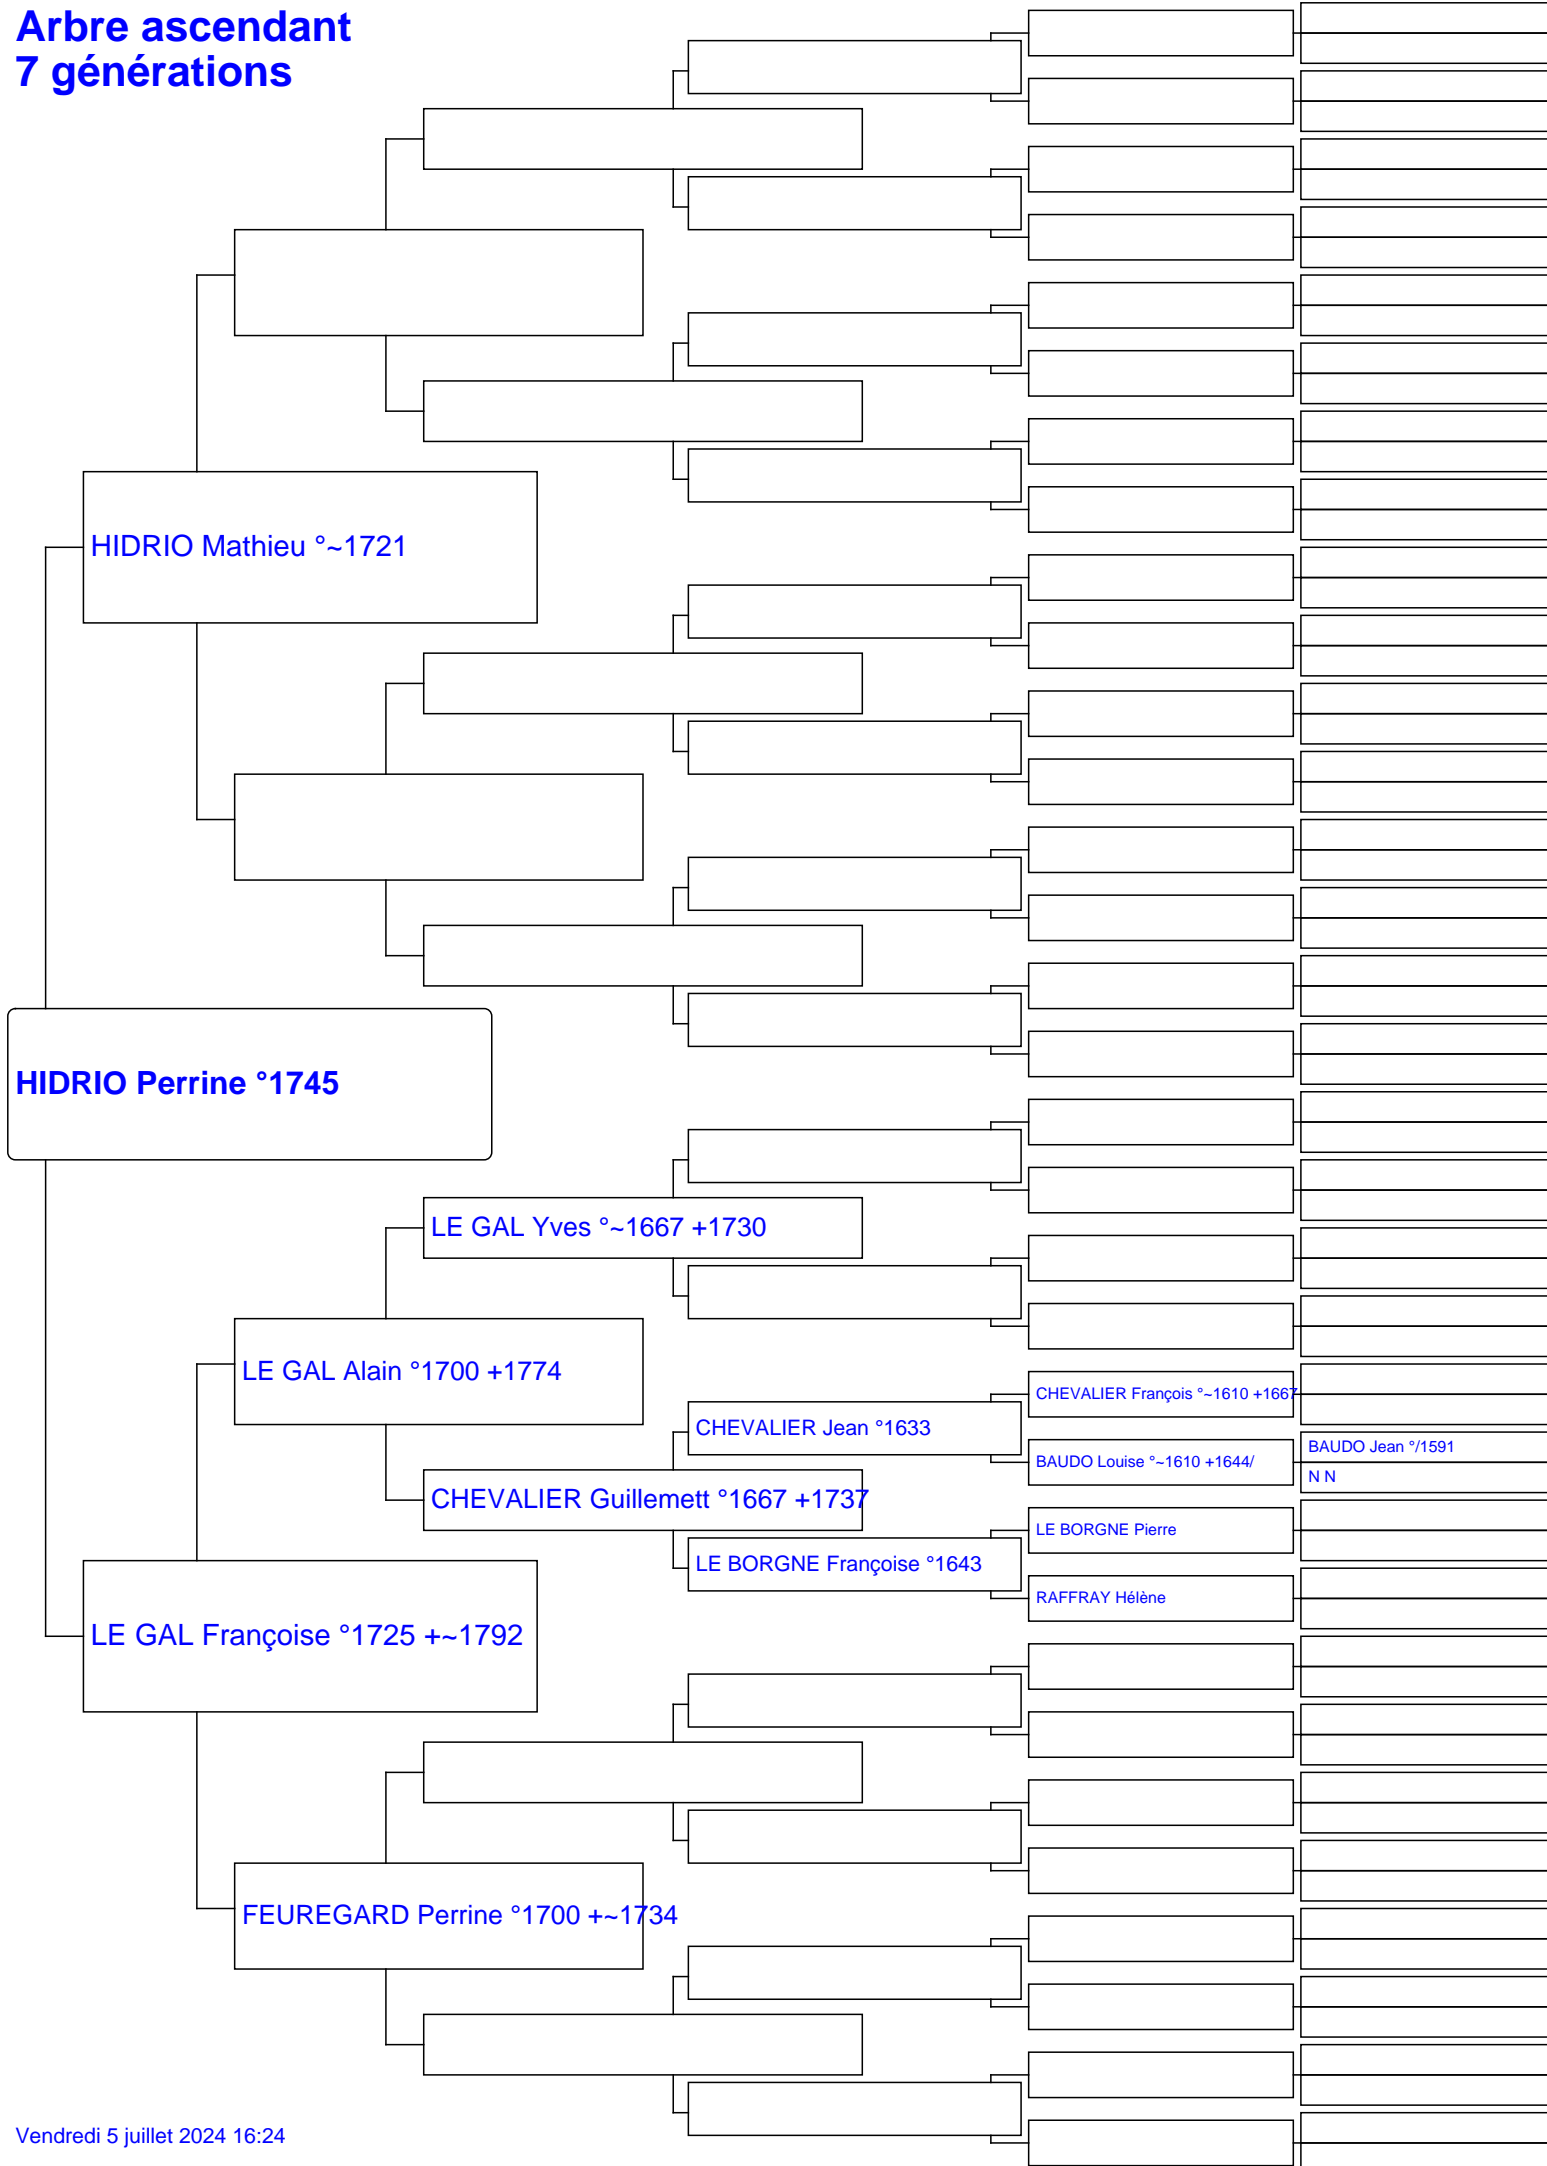 Arbre ascendant
7 générations
HIDRIO Mathieu °~1721
HIDRIO Perrine °1745
LE GAL Yves °~1667 +1730
LE GAL Alain °1700 +1774
CHEVALIER François °~1610 +1667
CHEVALIER Jean °1633
BAUDO Jean °/1591
BAUDO Louise °~1610 +1644/
N N
CHEVALIER Guillemett °1667 +1737
LE BORGNE Pierre
LE BORGNE Françoise °1643
RAFFRAY Hélène
LE GAL Françoise °1725 +~1792
FEUREGARD Perrine °1700 +~1734
Vendredi 5 juillet 2024 16:24